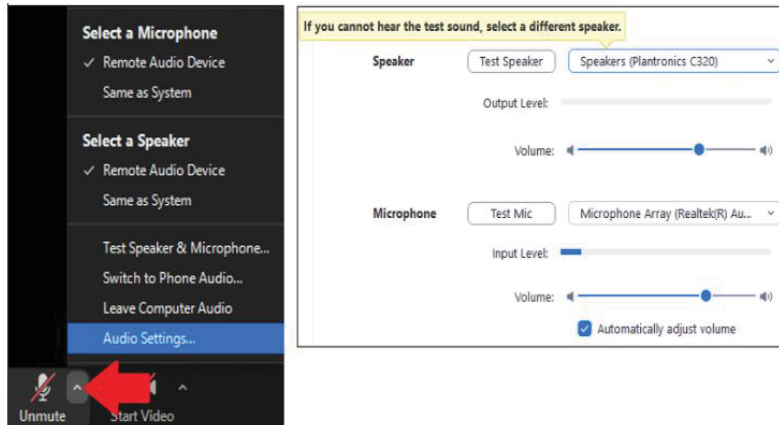 Select a Microphone
✓ Remote Audio Device
Same as System
Select a Speaker
✓ Remote Audio Device
Same as System
Test Speaker & Microphone...
Switch to Phone Audio...
Leave Computer Audio
Audio Settings...
Unmute
Start Video
If you cannot hear the test sound, select a different speaker.
Speaker
Test Speaker
Speakers (Plantronics C320)
Output Level:
Volume:
Microphone
Test Mic
Microphone Array (Realtek(R) Au...
Input Level:
Volume:
Automatically adjust volume